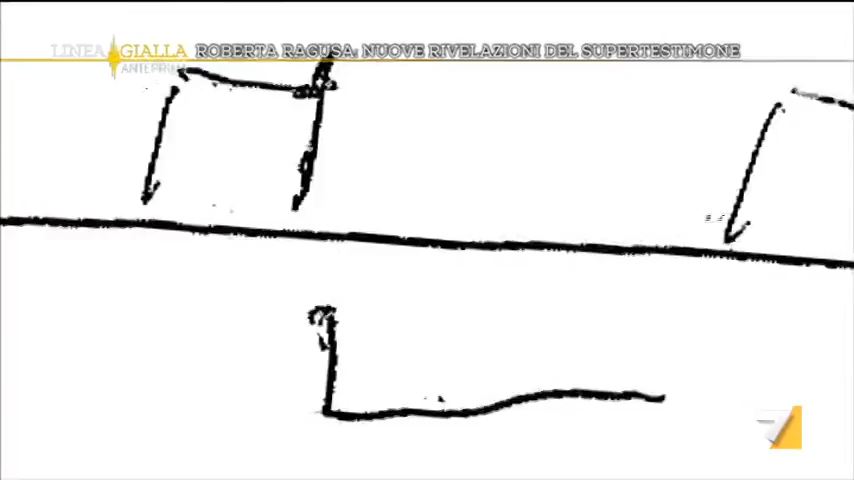 LINEA GIALLA ROBERTA RAGUSA: NUOVE RIVELAZIONI DEL SUPERTESTIMONE
ANTEPRIMA